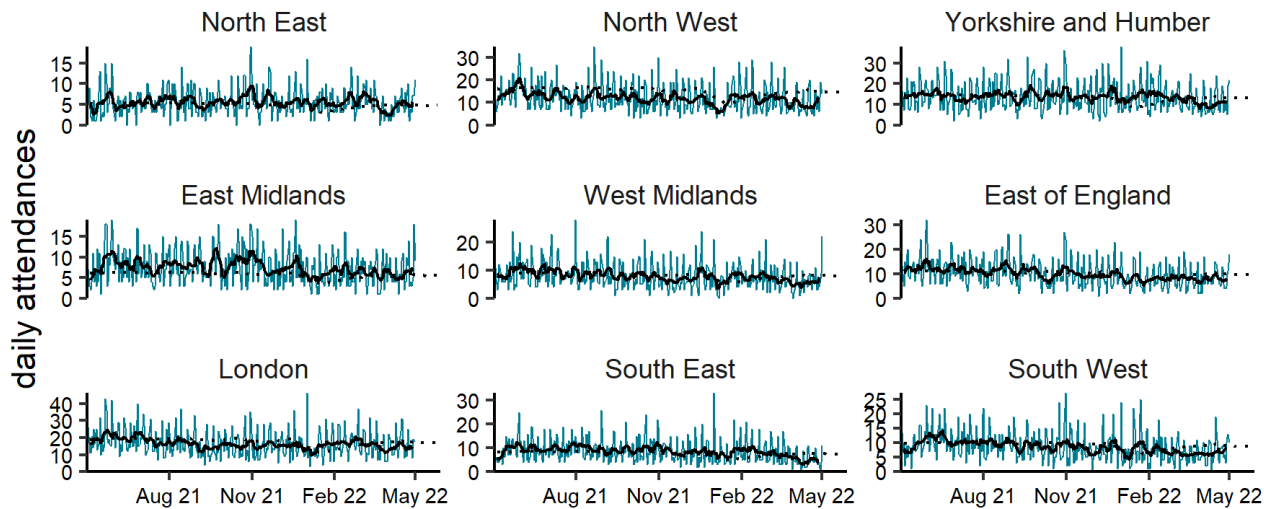 daily attendances
North East
15
10
5
0
North West
30
20
10
0
Yorkshire and Humber
30
20
10
0
East Midlands
15
10
5
0
West Midlands
20
10
0
East of England
30
20
10
0
London
40
30
20
10
0
Aug 21 Nov 21 Feb 22 May 22
South East
30
20
10
0
Aug 21 Nov 21 Feb 22 May 22
South West
25
20
15
10
5
0
Aug 21 Nov 21 Feb 22 May 22